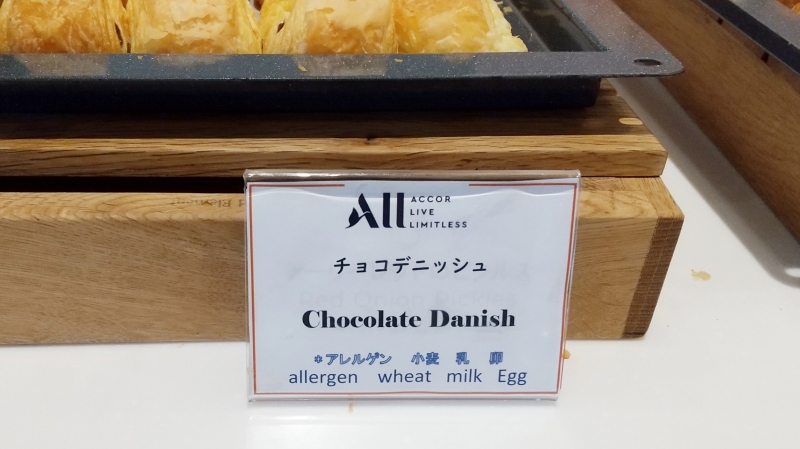 All ACCOR
LIVE
LIMITLESS
チョコデニッシュ
Chocolate Danish
*アレルゲン 小麦 乳 卵
allergen wheat milk Egg